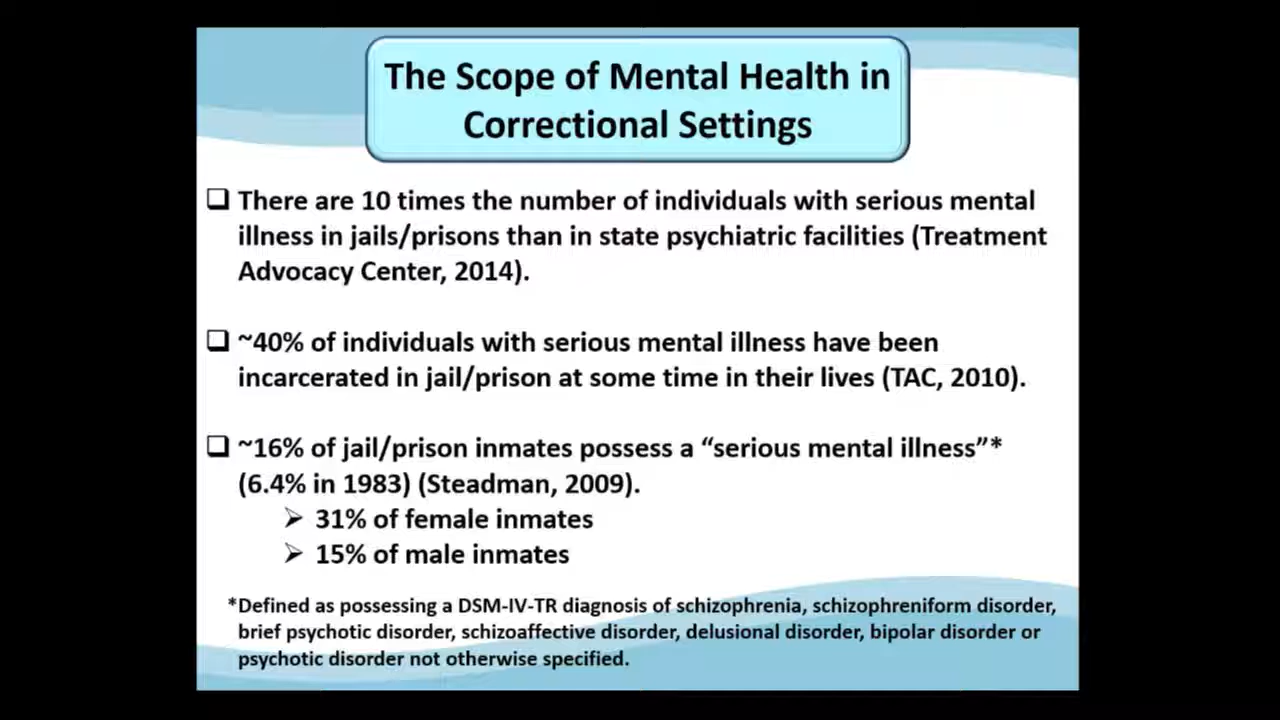 The Scope of Mental Health in
Correctional Settings
There are 10 times the number of individuals with serious mental
illness in jails/prisons than in state psychiatric facilities (Treatment
Advocacy Center, 2014).
~40% of individuals with serious mental illness have been
incarcerated in jail/prison at some time in their lives (TAC, 2010).
~16% of jail/prison inmates possess a “serious mental illness”*
(6.4% in 1983) (Steadman, 2009).
31% of female inmates
15% of male inmates
*Defined as possessing a DSM-IV-TR diagnosis of schizophrenia, schizophreniform disorder,
brief psychotic disorder, schizoaffective disorder, delusional disorder, bipolar disorder or
psychotic disorder not otherwise specified.